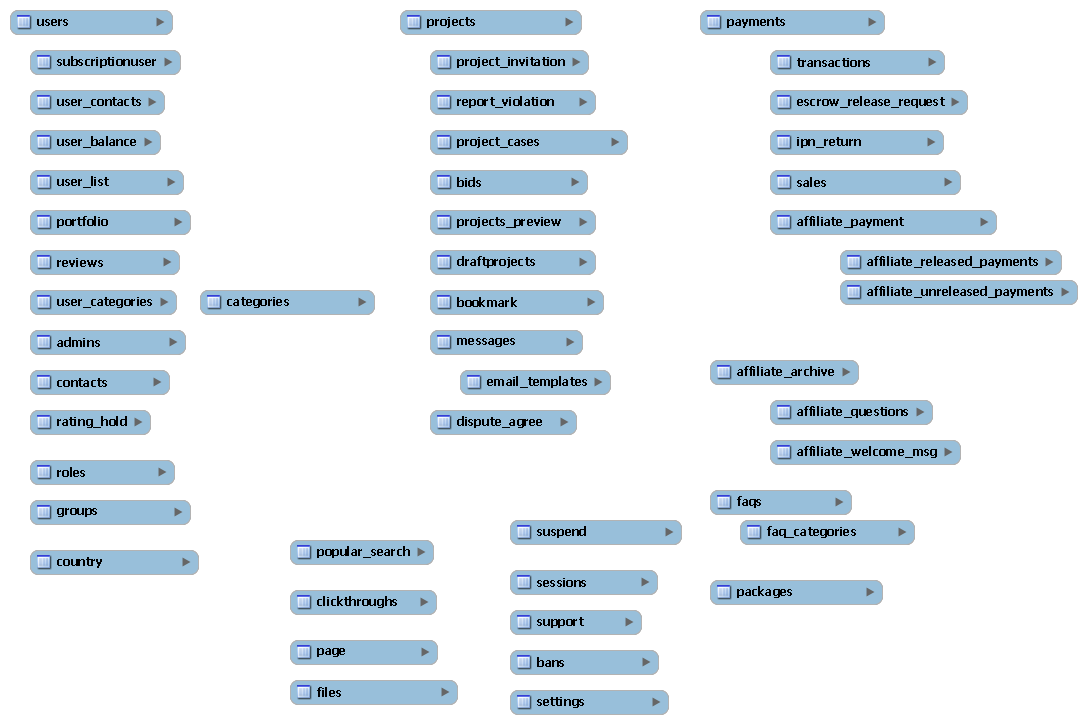 users
subscriptionuser
user_contacts
user_balance
user_list
portfolio
reviews
user_categories
categories
admins
contacts
rating_hold
roles
groups
country
projects
project_invitation
report_violation
project_cases
bids
projects_preview
draftprojects
bookmark
messages
email_templates
dispute_agree
payments
transactions
escrow_release_request
ipn_return
sales
affiliate_payment
affiliate_released_payments
affiliate_unreleased_payments
affiliate_archive
affiliate_questions
affiliate_welcome_msg
faqs
faq_categories
packages
popular_search
clickthroughs
page
files
suspend
sessions
support
bans
settings